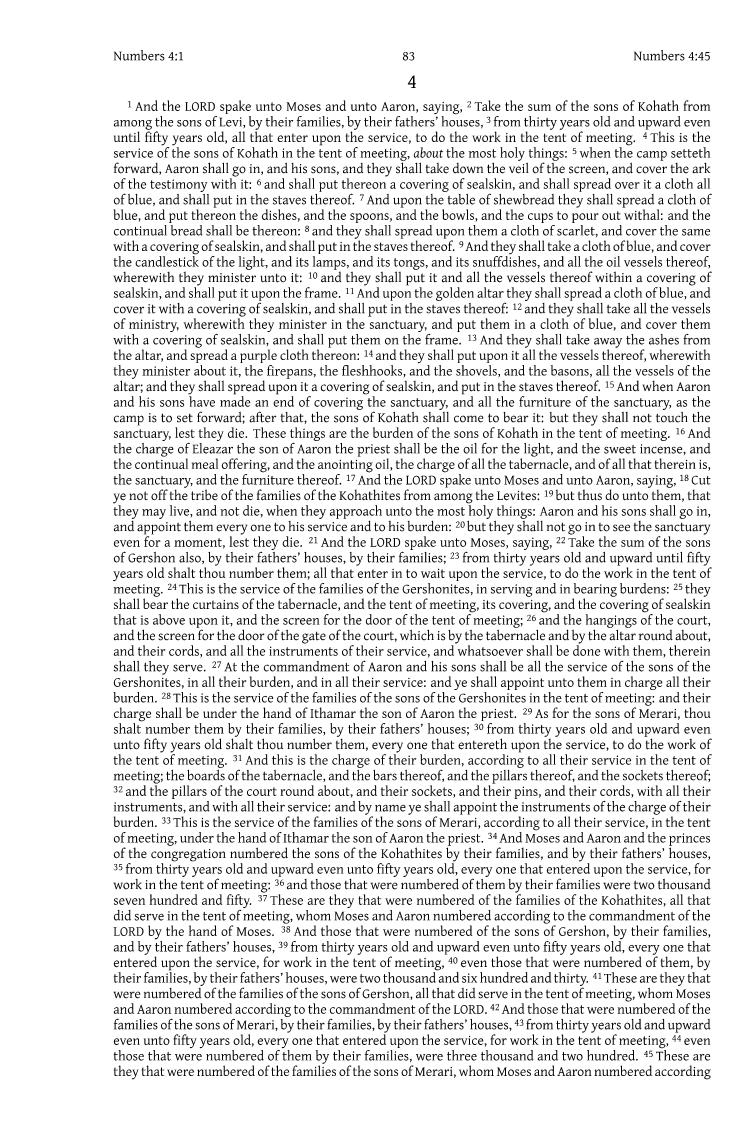 Numbers 4:1 83 Numbers 4:45
4
1 And the LORD spake unto Moses and unto Aaron, saying, 2 Take the sum of the sons of Kohath from
among the sons of Levi, by their families, by their fathers’ houses, 3 from thirty years old and upward even
until fifty years old, all that enter upon the service, to do the work in the tent of meeting. 4 This is the
service of the sons of Kohath in the tent of meeting, about the most holy things: 5 when the camp setteth
forward, Aaron shall go in, and his sons, and they shall take down the veil of the screen, and cover the ark
of the testimony with it: 6 and shall put thereon a covering of sealskin, and shall spread over it a cloth all
of blue, and shall put in the staves thereof. 7 And upon the table of shewbread they shall spread a cloth of
blue, and put thereon the dishes, and the spoons, and the bowls, and the cups to pour out withal: and the
continual bread shall be thereon: 8 and they shall spread upon them a cloth of scarlet, and cover the same
with a covering of sealskin, and shall put in the staves thereof. 9 And they shall take a cloth of blue, and cover
the candlestick of the light, and its lamps, and its tongs, and its snuffdishes, and all the oil vessels thereof,
wherewith they minister unto it: 10 and they shall put it and all the vessels thereof within a covering of
sealskin, and shall put it upon the frame. 11 And upon the golden altar they shall spread a cloth of blue, and
cover it with a covering of sealskin, and shall put in the staves thereof: 12 and they shall take all the vessels
of ministry, wherewith they minister in the sanctuary, and put them in a cloth of blue, and cover them
with a covering of sealskin, and shall put them on the frame. 13 And they shall take away the ashes from
the altar, and spread a purple cloth thereon: 14 and they shall put upon it all the vessels thereof, wherewith
they minister about it, the firepans, the fleshhooks, and the shovels, and the basons, all the vessels of the
altar; and they shall spread upon it a covering of sealskin, and put in the staves thereof. 15 And when Aaron
and his sons have made an end of covering the sanctuary, and all the furniture of the sanctuary, as the
camp is to set forward; after that, the sons of Kohath shall come to bear it: but they shall not touch the
sanctuary, lest they die. These things are the burden of the sons of Kohath in the tent of meeting. 16 And
the charge of Eleazar the son of Aaron the priest shall be the oil for the light, and the sweet incense, and
the continual meal offering, and the anointing oil, the charge of all the tabernacle, and of all that therein is,
the sanctuary, and the furniture thereof. 17 And the LORD spake unto Moses and unto Aaron, saying, 18 Cut
ye not off the tribe of the families of the Kohathites from among the Levites: 19 but thus do unto them, that
they may live, and not die, when they approach unto the most holy things: Aaron and his sons shall go in,
and appoint them every one to his service and to his burden: 20 but they shall not go in to see the sanctuary
even for a moment, lest they die. 21 And the LORD spake unto Moses, saying, 22 Take the sum of the sons
of Gershon also, by their fathers’ houses, by their families; 23 from thirty years old and upward until fifty
years old shalt thou number them; all that enter in to wait upon the service, to do the work in the tent of
meeting. 24 This is the service of the families of the Gershonites, in serving and in bearing burdens: 25 they
shall bear the curtains of the tabernacle, and the tent of meeting, its covering, and the covering of sealskin
that is above upon it, and the screen for the door of the tent of meeting; 26 and the hangings of the court,
and the screen for the door of the gate of the court, which is by the tabernacle and by the altar round about,
and their cords, and all the instruments of their service, and whatsoever shall be done with them, therein
shall they serve. 27 At the commandment of Aaron and his sons shall be all the service of the sons of the
Gershonites, in all their burden, and in all their service: and ye shall appoint unto them in charge all their
burden. 28 This is the service of the families of the sons of the Gershonites in the tent of meeting: and their
charge shall be under the hand of Ithamar the son of Aaron the priest. 29 As for the sons of Merari, thou
shalt number them by their families, by their fathers’ houses; 30 from thirty years old and upward even
unto fifty years old shalt thou number them, every one that entereth upon the service, to do the work of
the tent of meeting. 31 And this is the charge of their burden, according to all their service in the tent of
meeting; the boards of the tabernacle, and the bars thereof, and the pillars thereof, and the sockets thereof;
32 and the pillars of the court round about, and their sockets, and their pins, and their cords, with all their
instruments, and with all their service: and by name ye shall appoint the instruments of the charge of their
burden. 33 This is the service of the families of the sons of Merari, according to all their service, in the tent
of meeting, under the hand of Ithamar the son of Aaron the priest. 34 And Moses and Aaron and the princes
of the congregation numbered the sons of the Kohathites by their families, and by their fathers’ houses,
35 from thirty years old and upward even unto fifty years old, every one that entered upon the service, for
work in the tent of meeting: 36 and those that were numbered of them by their families were two thousand
seven hundred and fifty. 37 These are they that were numbered of the families of the Kohathites, all that
did serve in the tent of meeting, whom Moses and Aaron numbered according to the commandment of the
LORD by the hand of Moses. 38 And those that were numbered of the sons of Gershon, by their families,
and by their fathers’ houses, 39 from thirty years old and upward even unto fifty years old, every one that
entered upon the service, for work in the tent of meeting, 40 even those that were numbered of them, by
their families, by their fathers’ houses, were two thousand and six hundred and thirty. 41 These are they that
were numbered of the families of the sons of Gershon, all that did serve in the tent of meeting, whom Moses
and Aaron numbered according to the commandment of the LORD. 42 And those that were numbered of the
families of the sons of Merari, by their families, by their fathers’ houses, 43 from thirty years old and upward
even unto fifty years old, every one that entered upon the service, for work in the tent of meeting, 44 even
those that were numbered of them by their families, were three thousand and two hundred. 45 These are
they that were numbered of the families of the sons of Merari, whom Moses and Aaron numbered according